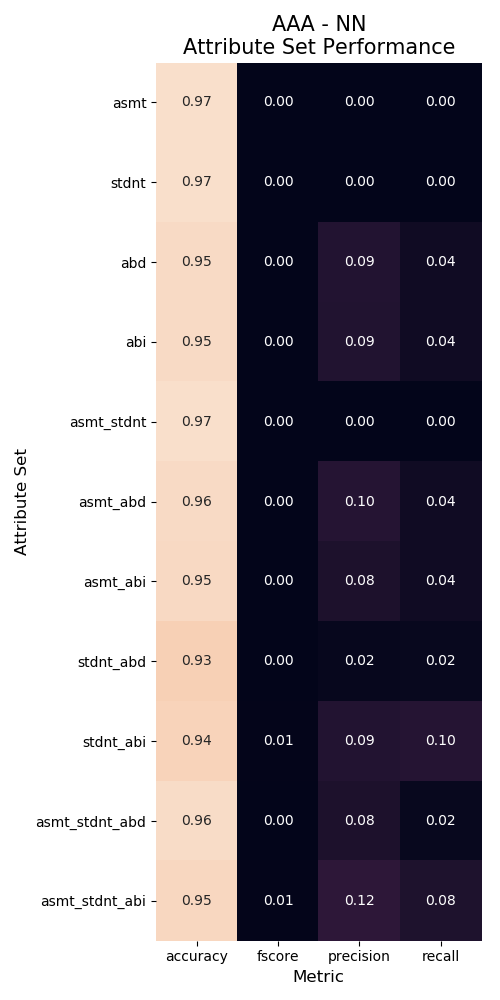 AAA - NN
Attribute Set Performance
asmt 0.97 0.00 0.00 0.00
stdnt 0.97 0.00 0.00 0.00
abd 0.95 0.00 0.09 0.04
abi 0.95 0.00 0.09 0.04
asmt_stdnt 0.97 0.00 0.00 0.00
asmt_abd 0.96 0.00 0.10 0.04
asmt_abi 0.95 0.00 0.08 0.04
stdnt_abd 0.93 0.00 0.02 0.02
stdnt_abi 0.94 0.01 0.09 0.10
asmt_stdnt_abd 0.96 0.00 0.08 0.02
asmt_stdnt_abi 0.95 0.01 0.12 0.08
Attribute Set
accuracy fscore precision recall
Metric